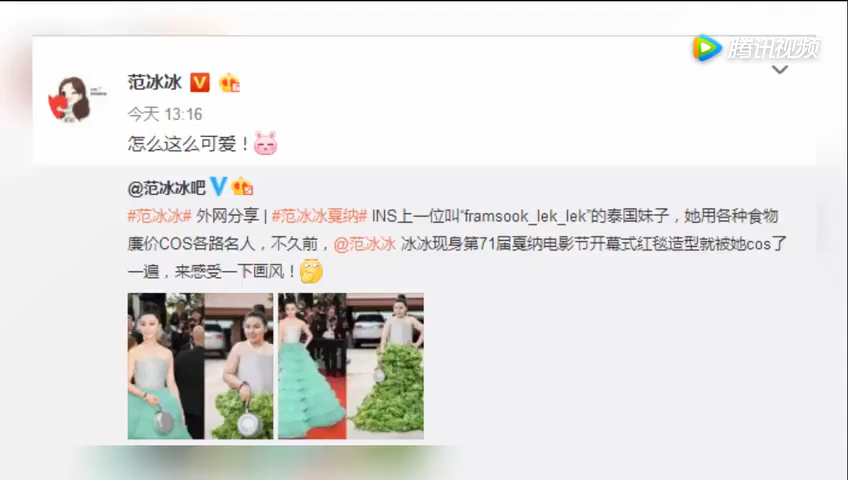 腾讯视频
范冰冰
今天 13:16
怎么这么可爱！
@范冰冰吧
#范冰冰# 外网分享 | #范冰冰戛纳# INS上一位叫“framsook_lek_lek”的泰国妹子，她用各种食物
廉价COS各路名人，不久前，@范冰冰 冰冰现身第71届戛纳电影节开幕式红毯造型就被她cos了
一遍，来感受一下画风！